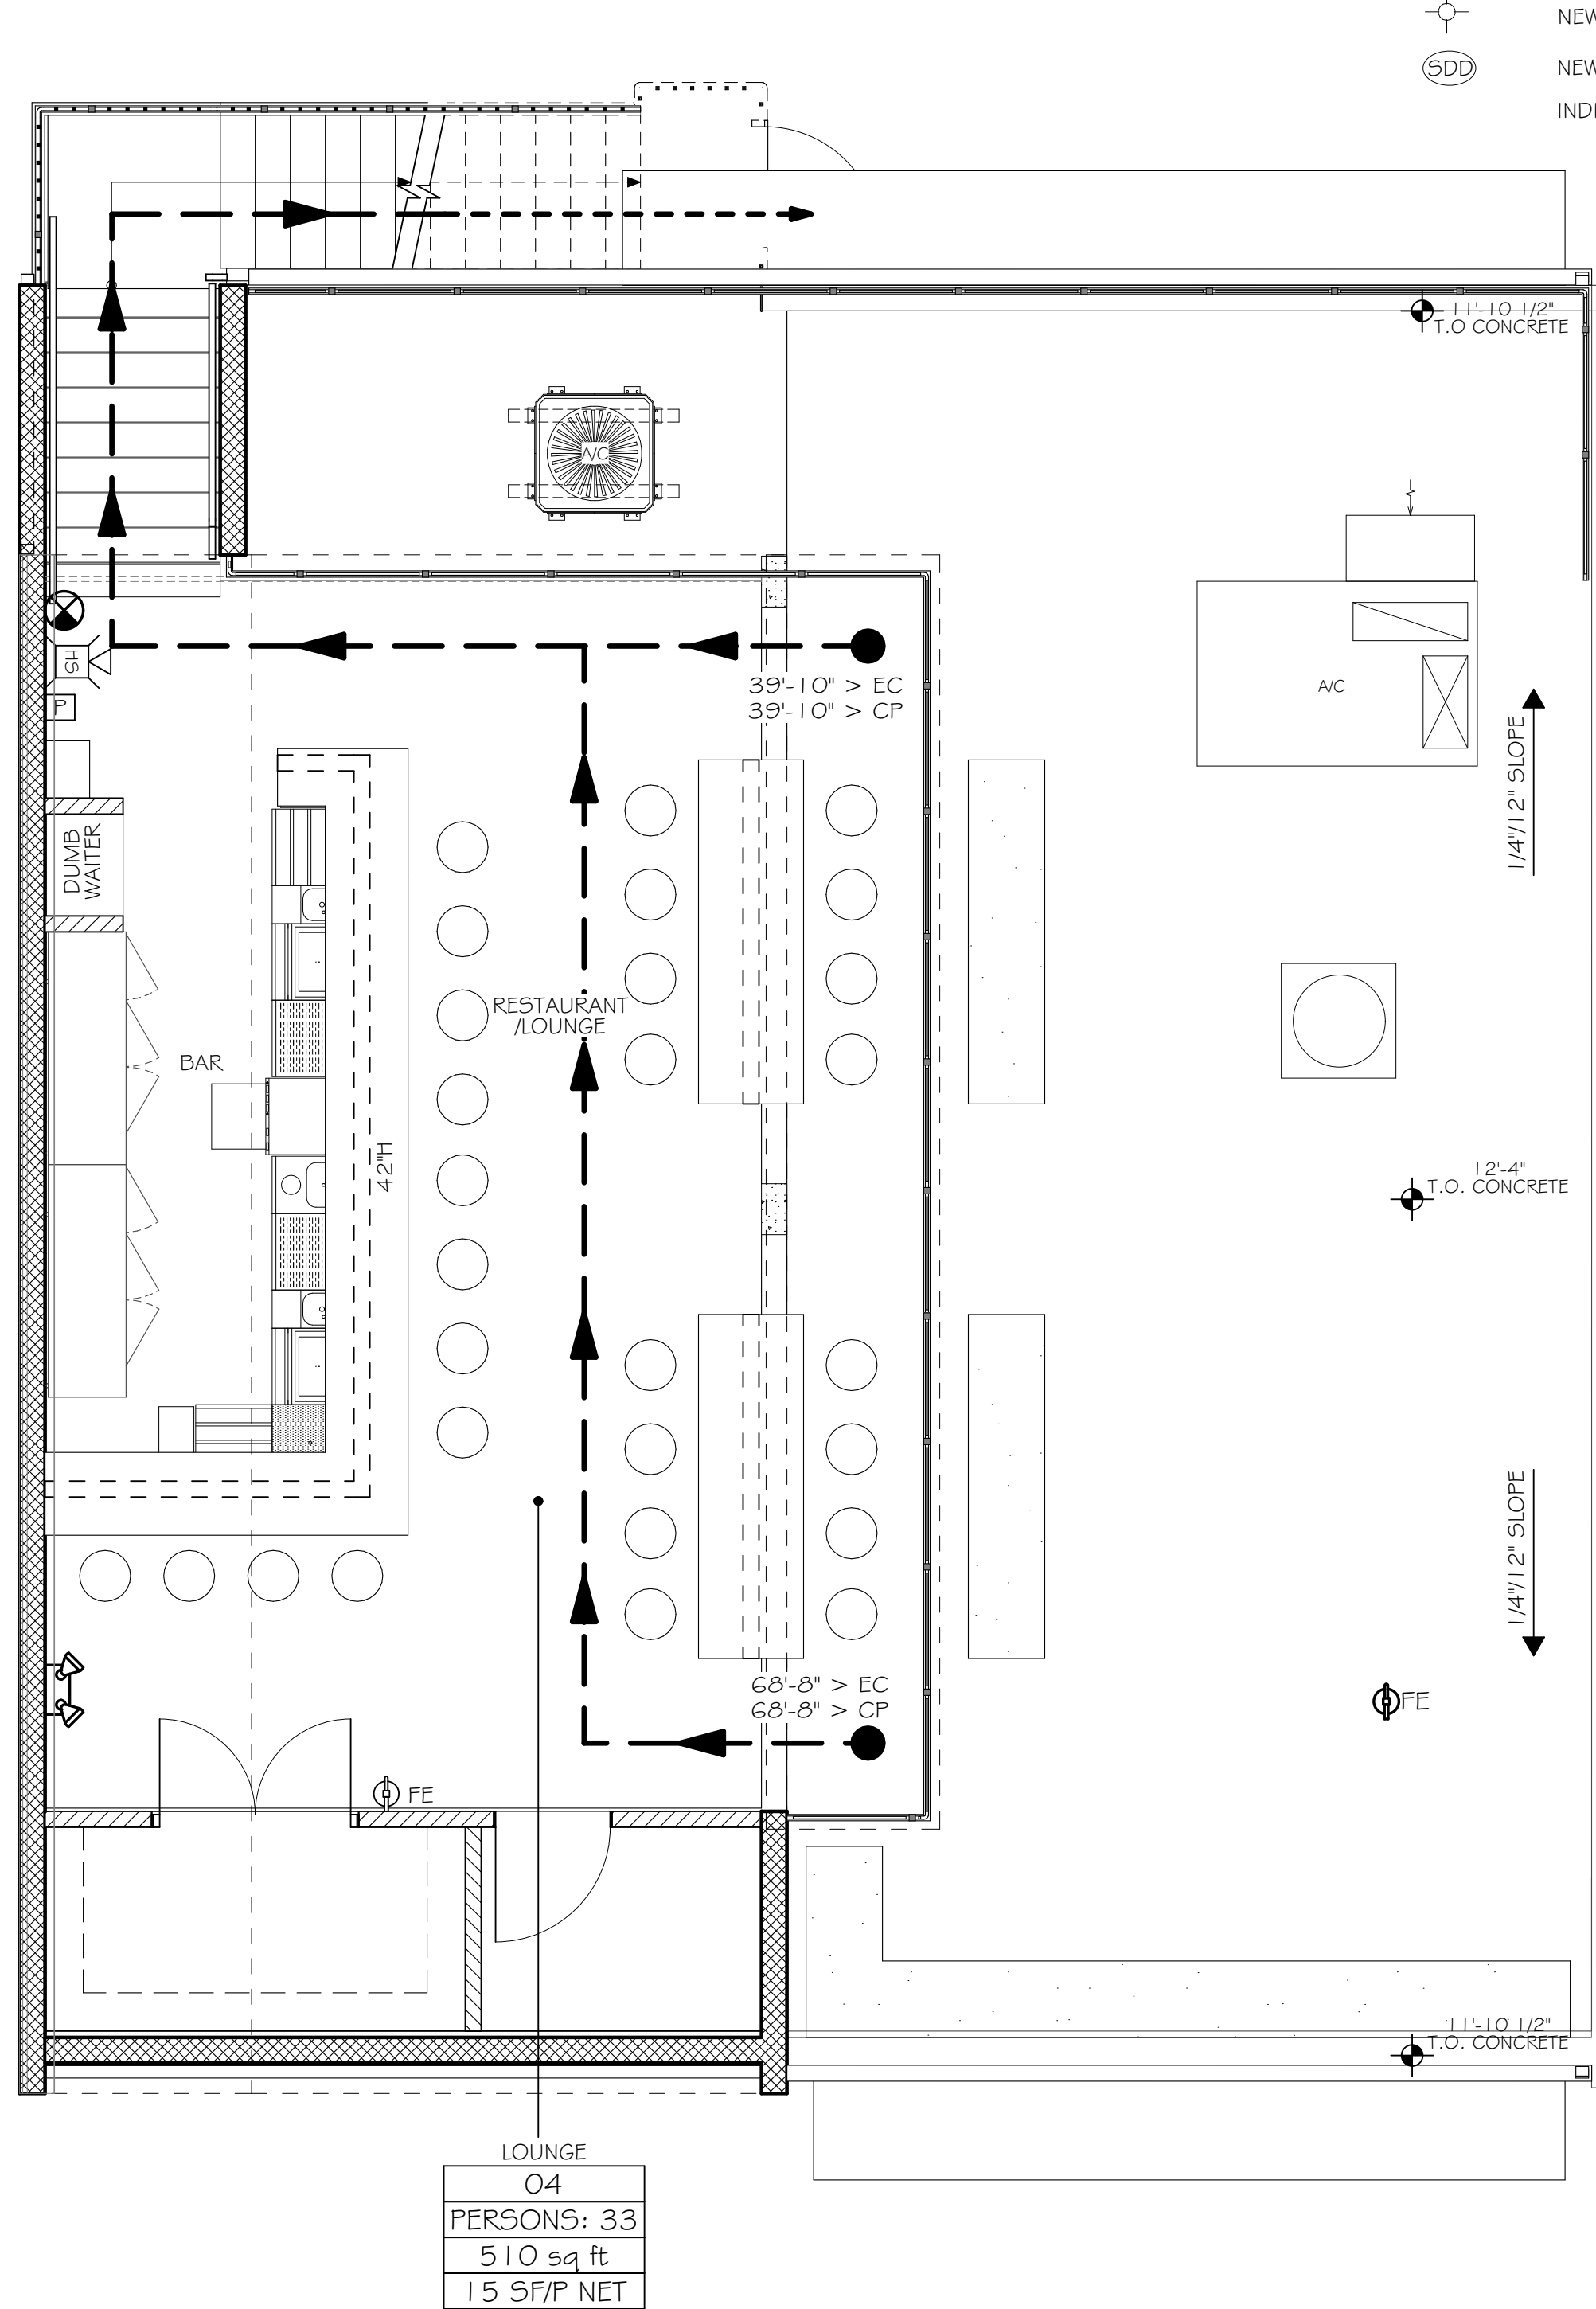 NEW
SDD
NEW
INDI
11'-10 1/2"
T.O CONCRETE
A/C
SH
P
39'-10" > EC
39'-10" > CP
A/C
1/4"/12" SLOPE
DUMB
WAITER
RESTAURANT
/LOUNGE
BAR
42"H
12'-4"
T.O. CONCRETE
1/4"/12" SLOPE
68'-8" > EC
68'-8" > CP
FE
FE
11'-10 1/2"
T.O. CONCRETE
LOUNGE
04
PERSONS: 33
510 sq ft
15 SF/P NET